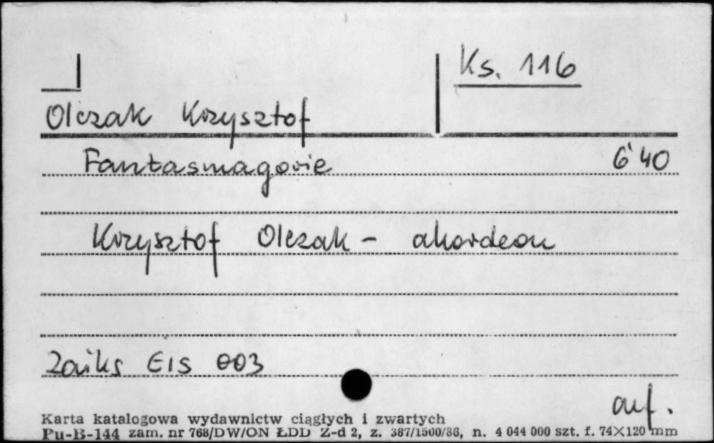 Ks. 116
Olczak Krzysztof
Fantasmagorie 6'40
Krzysztof Olczak - akordeon
Zaiks EIS 003
auf.
Karta katalogowa wydawnictw ciągłych i zwartych
Pu-B-144 zam. nr 768/DW/ON ŁDD Z-d 2, z. 387/1500/86, n. 4 044 000 szt. f. 74×120 mm